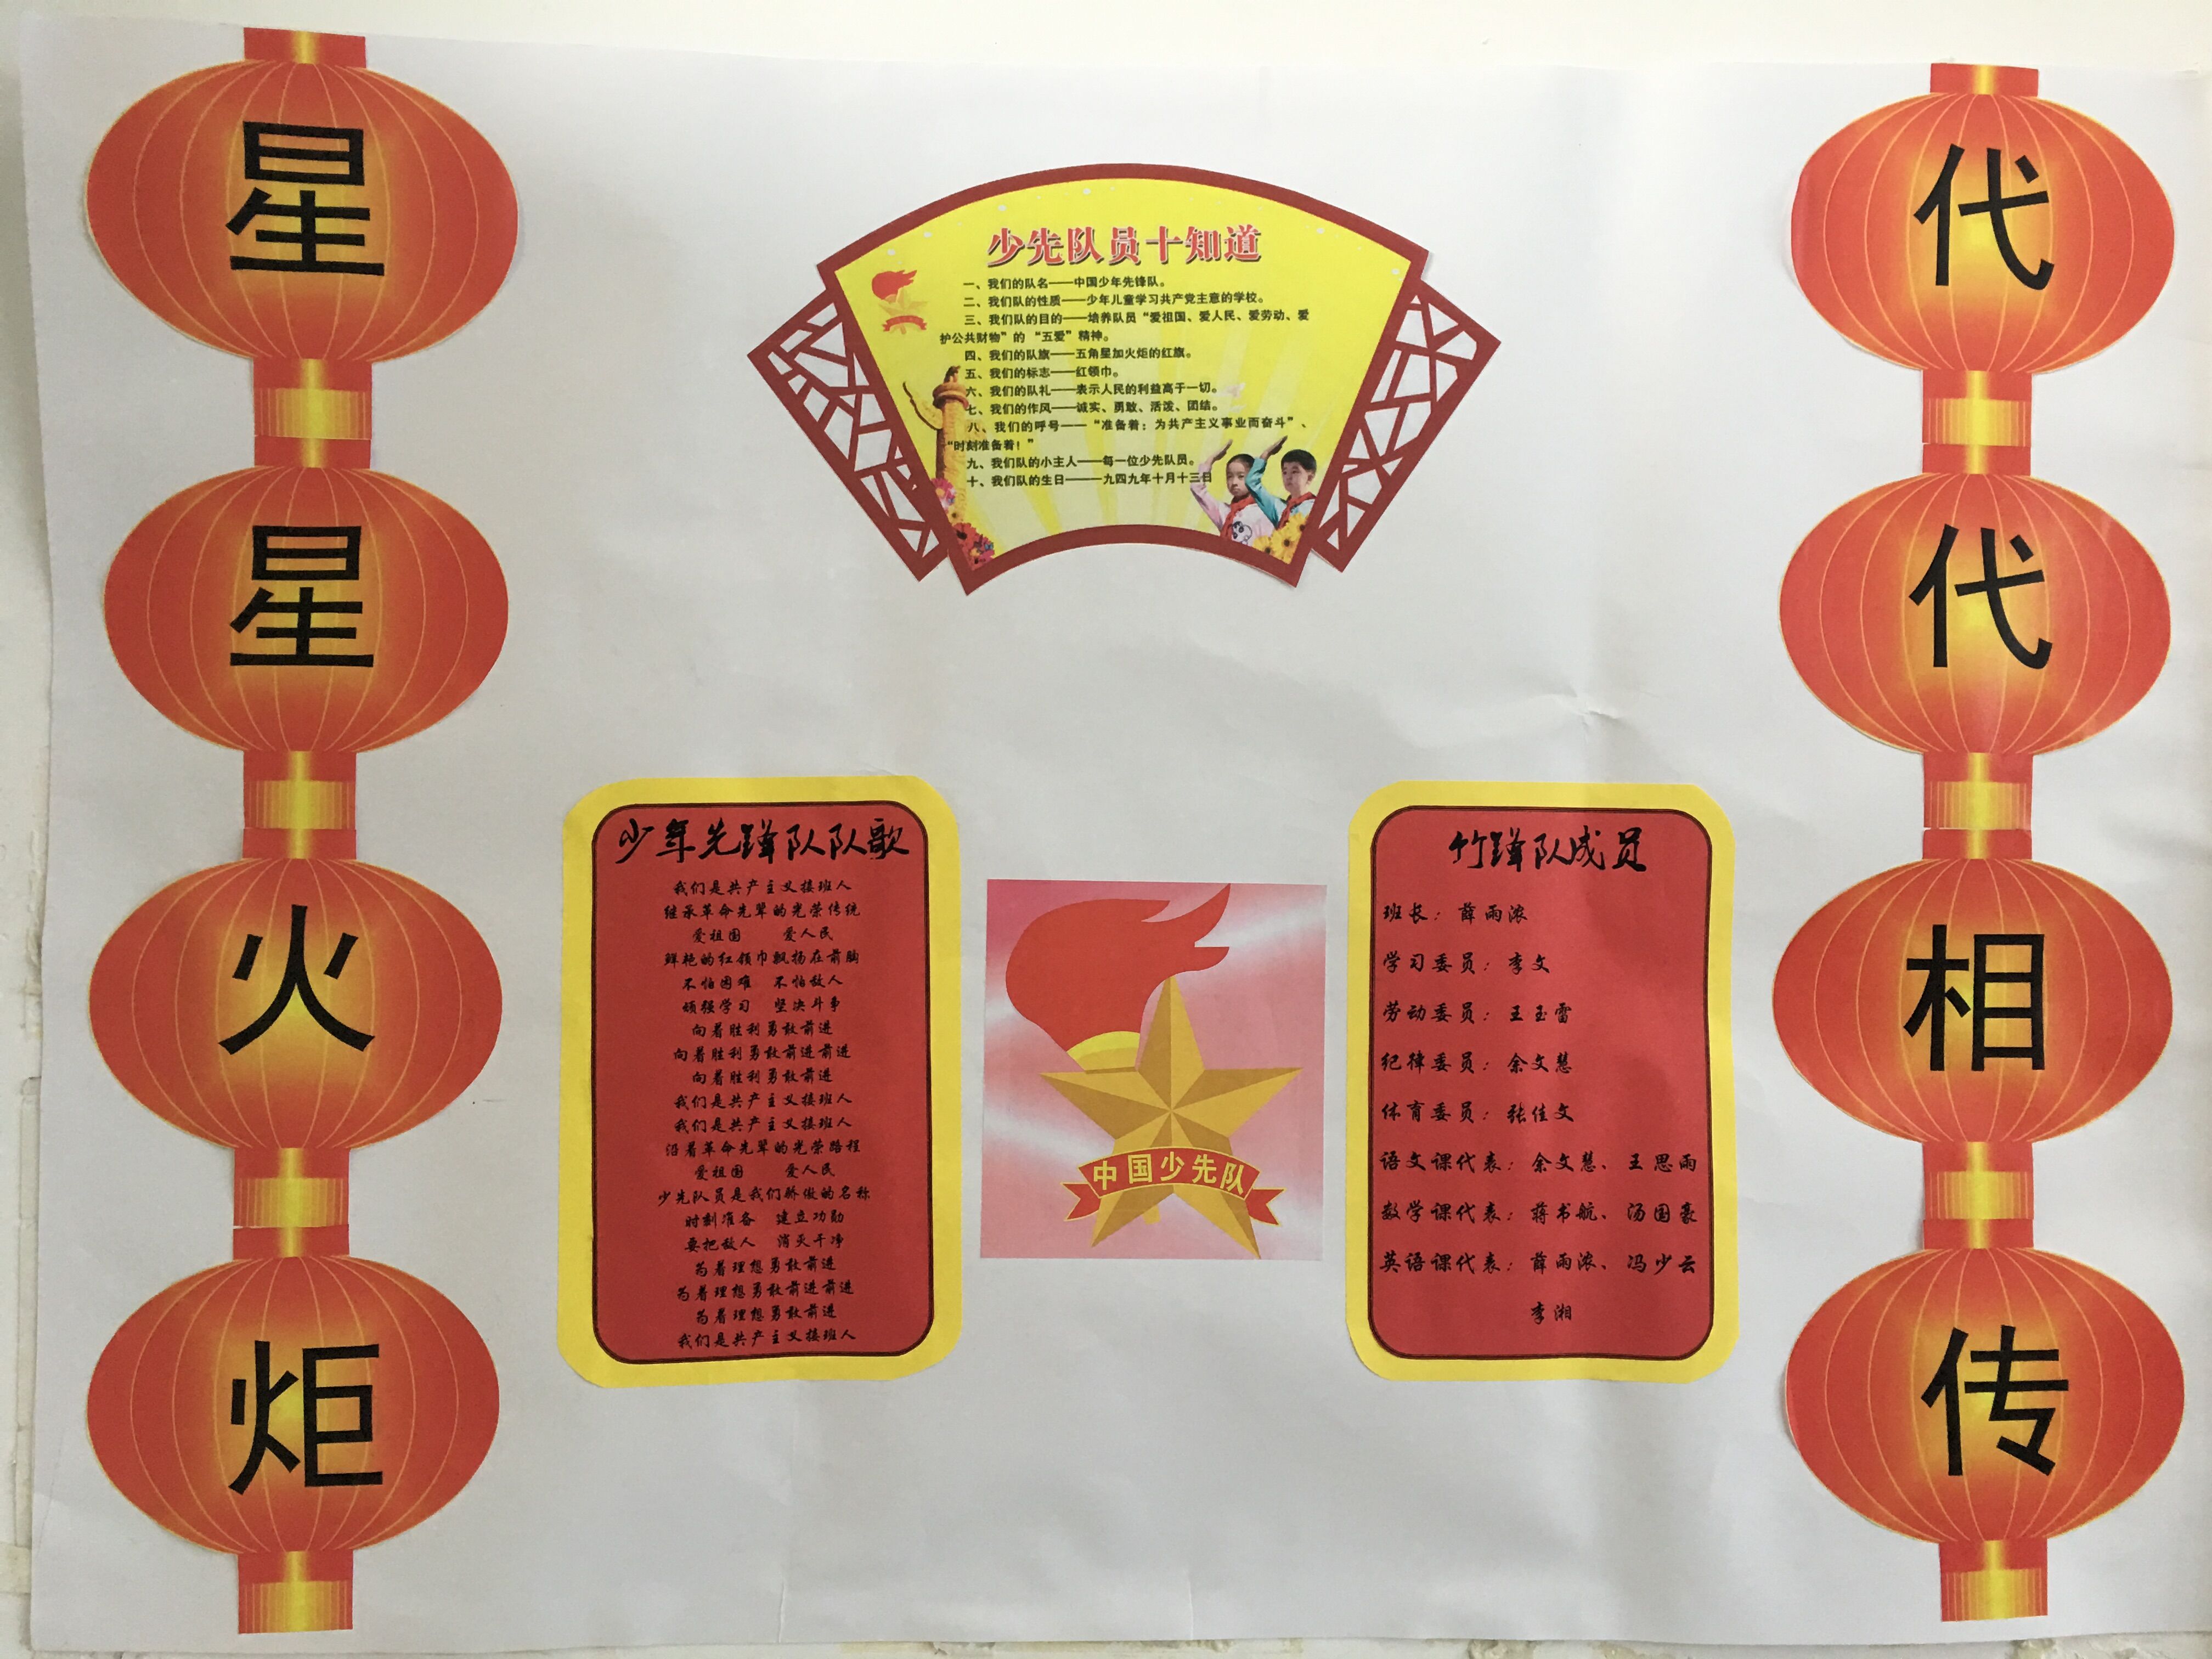 星
星
火
炬
少先队员十知道
一、我们的队名——中国少年先锋队。
二、我们队的性质——少年儿童学习共产党主意的学校。
三、我们队的目的——培养队员“爱祖国、爱人民、爱劳动、爱
护公共财物”的“五爱”精神。
四、我们的队旗——五角星加火炬的红旗。
五、我们的标志——红领巾。
六、我们的队礼——表示人民的利益高于一切。
七、我们的作风——诚实、勇敢、活泼、团结。
八、我们的呼号——“准备着：为共产主义事业而奋斗”、
“时刻准备着！”
九、我们队的小主人——每一位少先队员。
十、我们队的生日——一九四九年十月十三日
少年先锋队队歌
我们是共产主义接班人
继承革命先辈的光荣传统
爱祖国 爱人民
鲜艳的红领巾飘扬在前胸
不怕困难 不怕敌人
顽强学习 坚决斗争
向着胜利勇敢前进
向着胜利勇敢前进前进
向着胜利勇敢前进
我们是共产主义接班人
我们是共产主义接班人
沿着革命先辈的光荣路程
爱祖国 爱人民
少先队员是我们骄傲的名称
时刻准备 建立功勋
要把敌人 消灭干净
为着理想勇敢前进
为着理想勇敢前进前进
为着理想勇敢前进
我们是共产主义接班人
中国少先队
竹锋队成员
班长：薛雨浓
学习委员：李文
劳动委员：王玉雷
纪律委员：余文慧
体育委员：张佳文
语文课代表：余文慧、王思雨
数学课代表：蒋书航、汤国豪
英语课代表：薛雨浓、冯少云
李湘
代
代
相
传